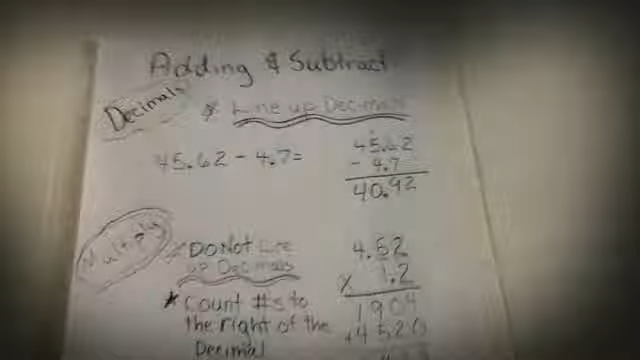 Adding & Subtract
Decimals
* Line up Decimals
45.62 - 4.7=
45.62
- 4.7
40.92
Multiply
* DO NOT Line
up Decimals
4.52
x 1.2
1904
+4520
* Count #s to
the right of the
Decimal